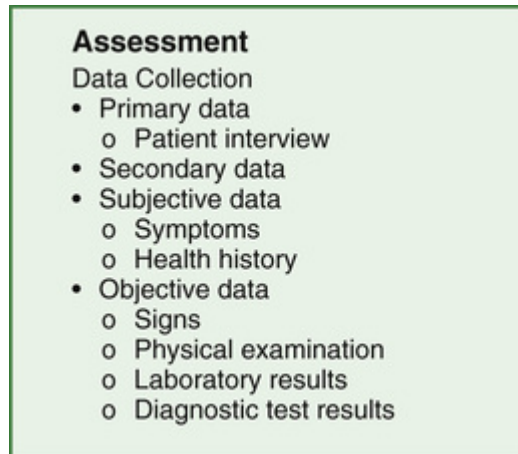 Assessment
Data Collection
• Primary data
o Patient interview
• Secondary data
• Subjective data
o Symptoms
o Health history
• Objective data
o Signs
o Physical examination
o Laboratory results
o Diagnostic test results